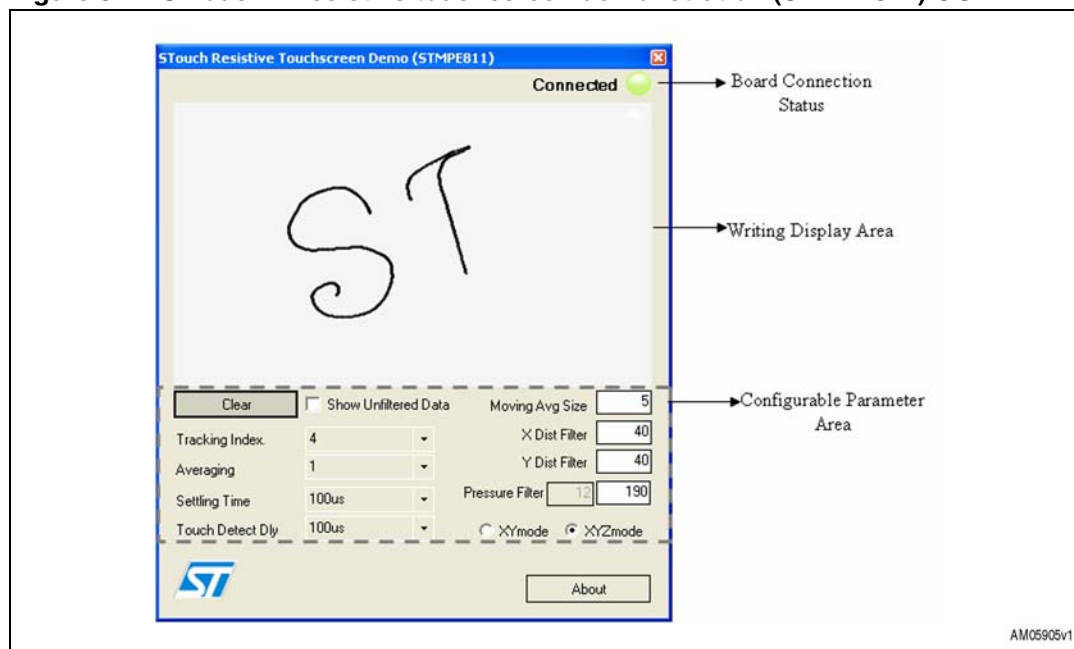 STouch Resistive Touchscreen Demo (STMPE811)
Connected
Board Connection
Status
ST
Writing Display Area
Clear
Show Unfiltered Data
Moving Avg Size 5
Configurable Parameter
Area
Tracking Index. 4
X Dist Filter 40
Averaging 1
Y Dist Filter 40
Settling Time 100us
Pressure Filter 12 190
Touch Detect Dly 100us
XYmode XYZmode
ST
About
AM05905v1